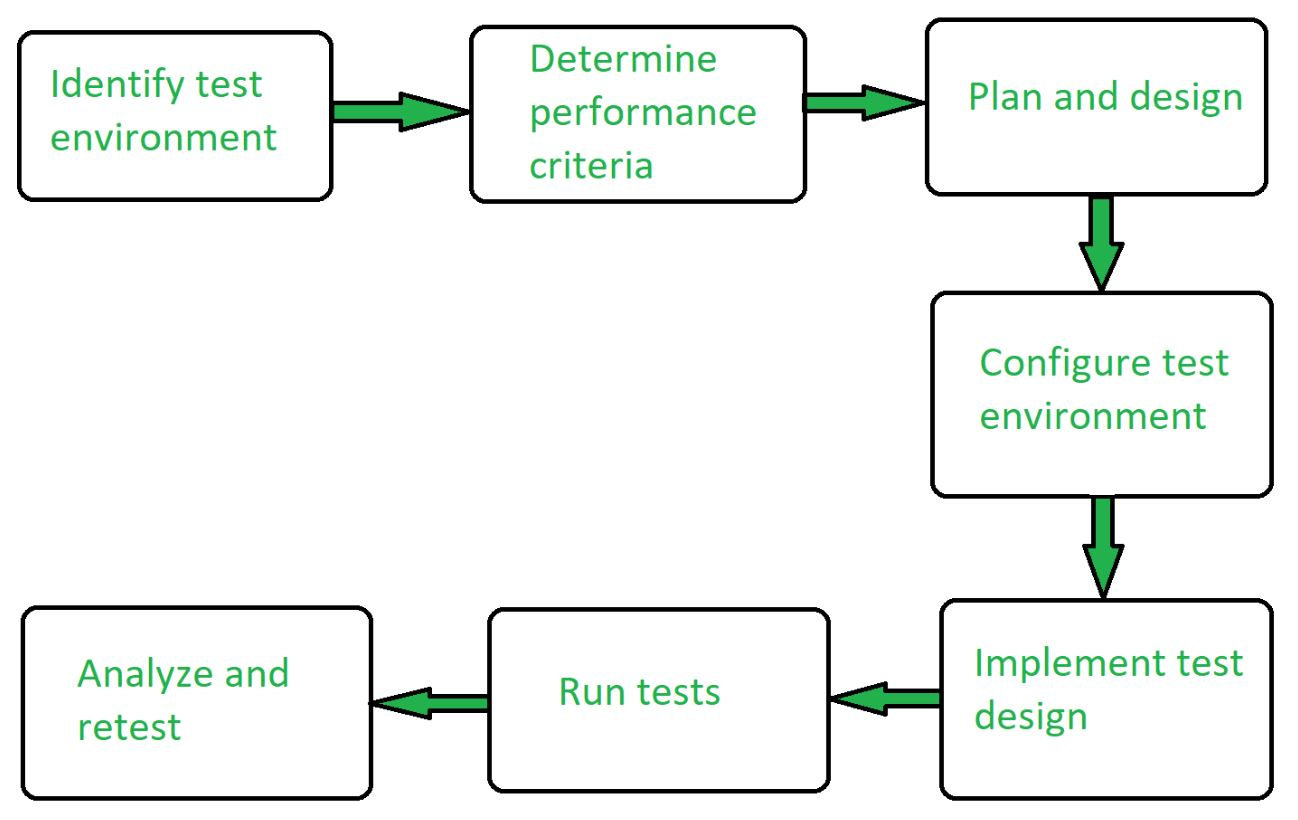 Identify test
environment
Determine
performance
criteria
Plan and design
Configure test
environment
Implement test
design
Run tests
Analyze and
retest